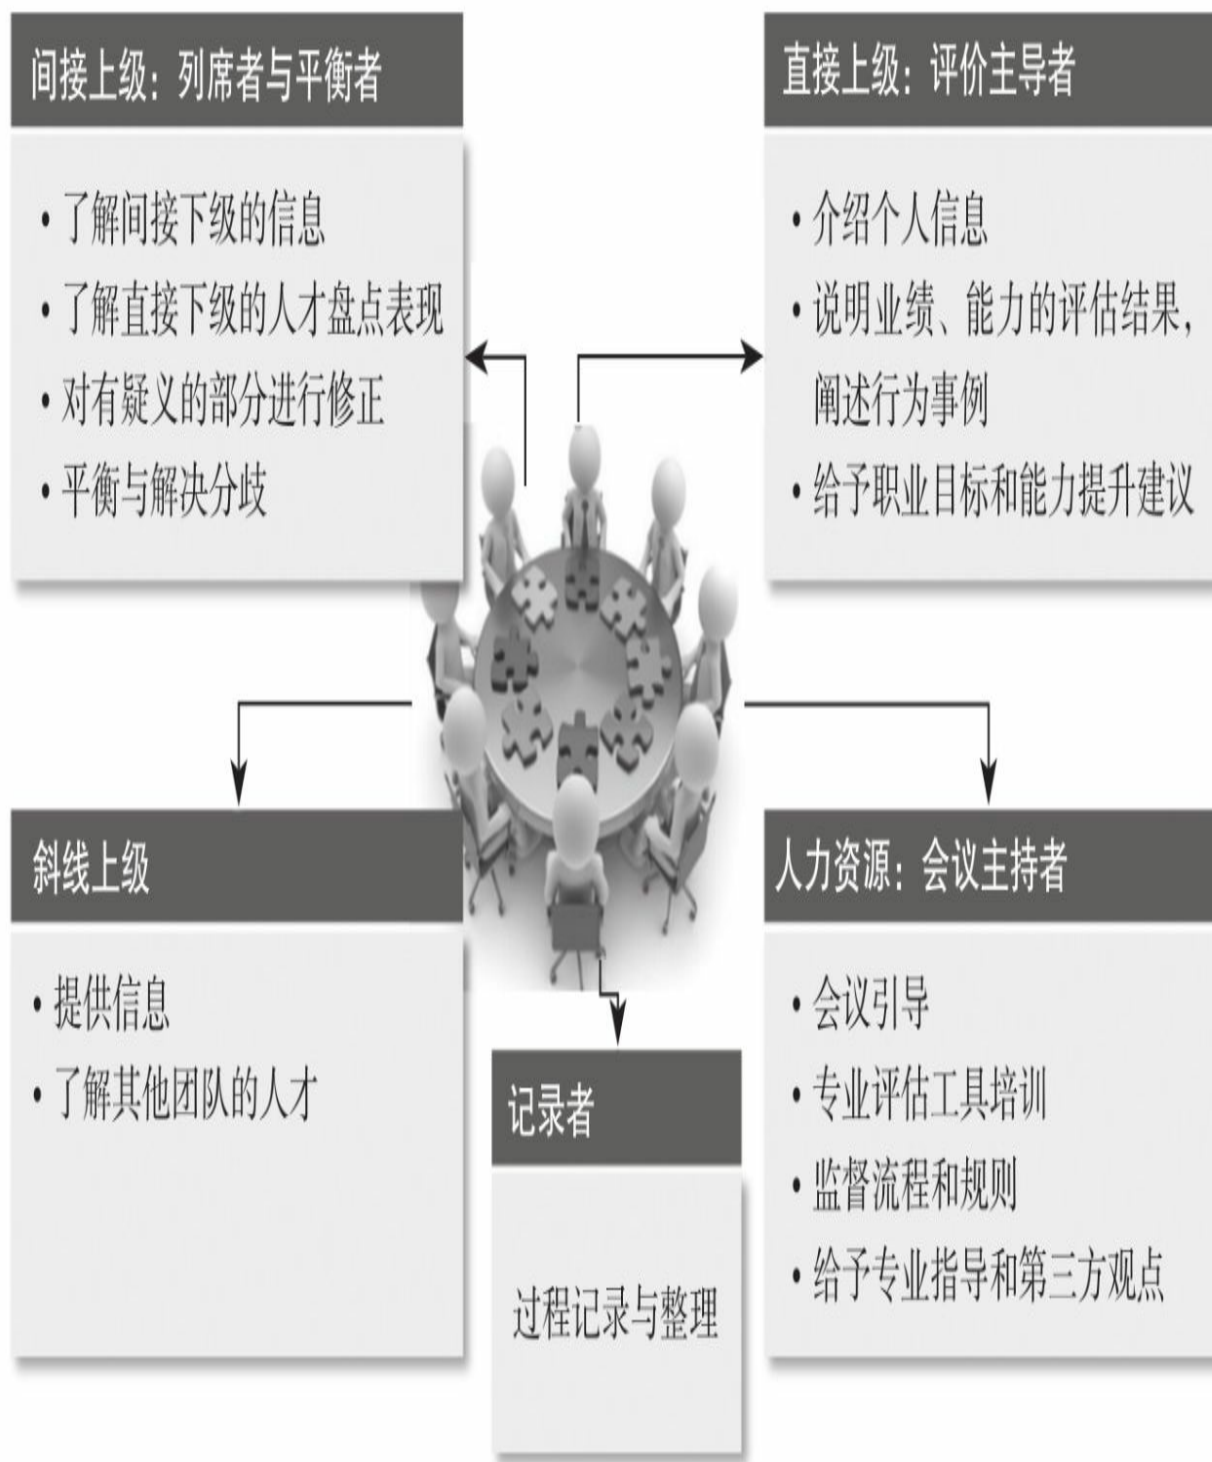 间接上级：列席者与平衡者
• 了解间接下级的信息
• 了解直接下级的人才盘点表现
• 对有疑义的部分进行修正
• 平衡与解决分歧
直接上级：评价主导者
• 介绍个人信息
• 说明业绩、能力的评估结果，
阐述行为事例
• 给予职业目标和能力提升建议
斜线上级
• 提供信息
• 了解其他团队的人才
人力资源：会议主持者
• 会议引导
• 专业评估工具培训
• 监督流程和规则
• 给予专业指导和第三方观点
记录者
过程记录与整理